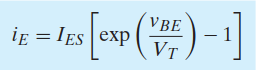 i_E = I_ES [exp (v_BE / V_T) − 1]